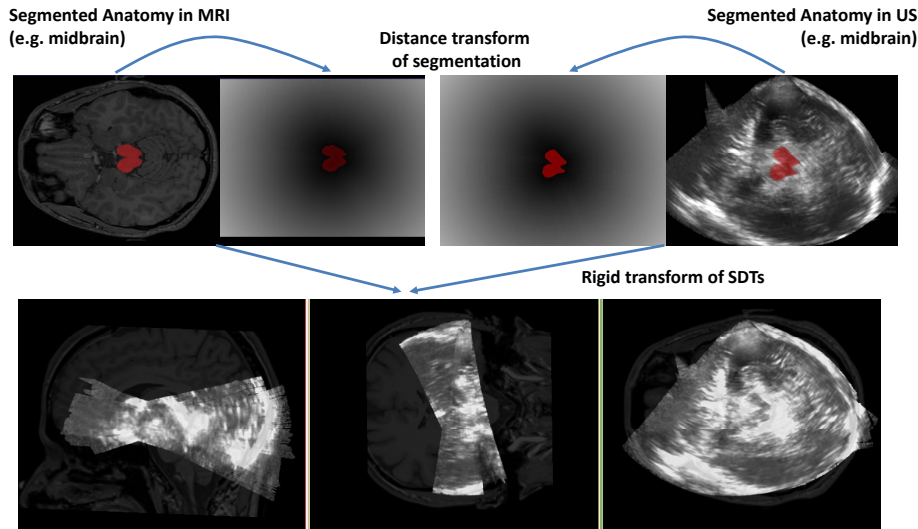 Segmented Anatomy in MRI
(e.g. midbrain)
Distance transform
of segmentation
Segmented Anatomy in US
(e.g. midbrain)
Rigid transform of SDTs